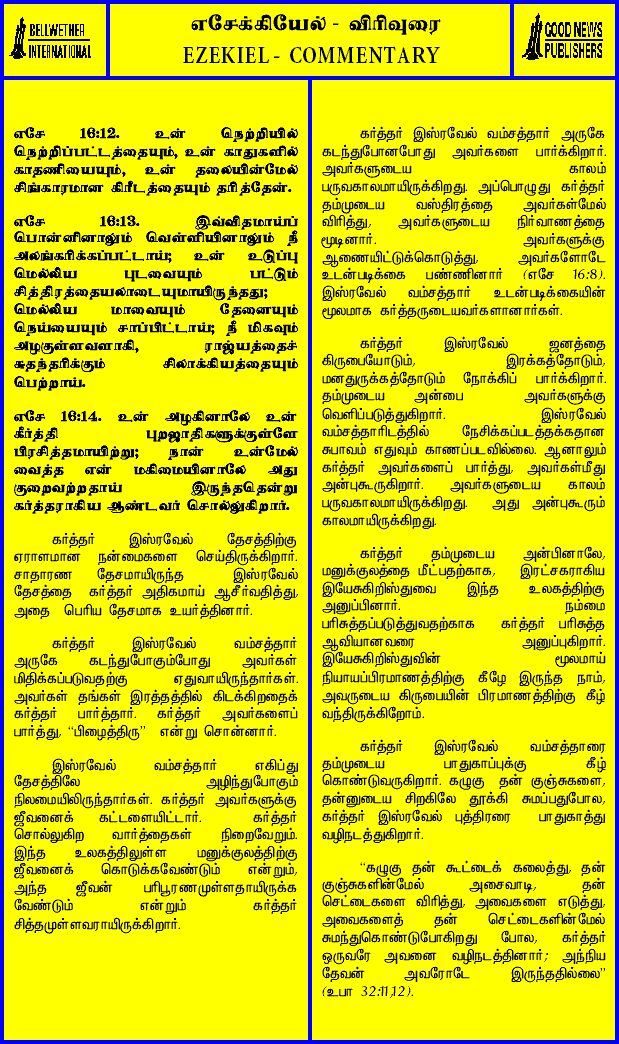 BELLWETHER
INTERNATIONAL
எசேக்கியேல் - விரிவுரை
EZEKIEL - COMMENTARY
GOOD NEWS
PUBLISHERS
எசே 16:12. உன் நெற்றியில்
நெற்றிப்பட்டத்தையும், உன் காதுகளில்
காதணியையும், உன் தலையின்மேல்
சிங்காரமான கிரீடத்தையும் தரித்தேன்.
எசே 16:13. இவ்விதமாய்ப்
பொன்னினாலும் வெள்ளியினாலும் நீ
அலங்கரிக்கப்பட்டாய்; உன் உடுப்பு
மெல்லிய புடவையும் பட்டும்
சித்திரத்தையலாடையுமாயிருந்தது;
மெல்லிய மாவையும் தேனையும்
நெய்யையும் சாப்பிட்டாய்; நீ மிகவும்
அழகுள்ளவளாகி, ராஜ்யத்தைச்
சுதந்தரிக்கும் சிலாக்கியத்தையும்
பெற்றாய்.
எசே 16:14. உன் அழகினாலே உன்
கீர்த்தி புறஜாதிகளுக்குள்ளே
பிரசித்தமாயிற்று; நான் உன்மேல்
வைத்த என் மகிமையினாலே அது
குறைவற்றதாய் இருந்ததென்று
கர்த்தராகிய ஆண்டவர் சொல்லுகிறார்.
கர்த்தர் இஸ்ரவேல் தேசத்திற்கு
ஏராளமான நன்மைகளை செய்திருக்கிறார்.
சாதாரண தேசமாயிருந்த இஸ்ரவேல்
தேசத்தை கர்த்தர் அதிகமாய் ஆசீர்வதித்து,
அதை பெரிய தேசமாக உயர்த்தினார்.
கர்த்தர் இஸ்ரவேல் வம்சத்தார்
அருகே கடந்துபோகும்போது அவர்கள்
மிதிக்கப்படுவதற்கு ஏதுவாயிருந்தார்கள்.
அவர்கள் தங்கள் இரத்தத்தில் கிடக்கிறதைக்
கர்த்தர் பார்த்தார். கர்த்தர் அவர்களைப்
பார்த்து, “பிழைத்திரு” என்று சொன்னார்.
இஸ்ரவேல் வம்சத்தார் எகிப்து
தேசத்திலே அழிந்துபோகும்
நிலமையிலிருந்தார்கள். கர்த்தர் அவர்களுக்கு
ஜீவனைக் கட்டளையிட்டார். கர்த்தர்
சொல்லுகிற வார்த்தைகள் நிறைவேறும்.
இந்த உலகத்திலுள்ள மனுக்குலத்திற்கு
ஜீவனைக் கொடுக்கவேண்டும் என்றும்,
அந்த ஜீவன் பரிபூரணமுள்ளதாயிருக்க
வேண்டும் என்றும் கர்த்தர்
சித்தமுள்ளவராயிருக்கிறார்.
கர்த்தர் இஸ்ரவேல் வம்சத்தார் அருகே
கடந்துபோனபோது அவர்களை பார்க்கிறார்.
அவர்களுடைய காலம்
பருவகாலமாயிருக்கிறது. அப்பொழுது கர்த்தர்
தம்முடைய வஸ்திரத்தை அவர்கள்மேல்
விரித்து, அவர்களுடைய நிர்வாணத்தை
மூடினார். அவர்களுக்கு
ஆணையிட்டுக்கொடுத்து, அவர்களோடே
உடன்படிக்கை பண்ணினார் (எசே 16:8).
இஸ்ரவேல் வம்சத்தார் உடன்படிக்கையின்
மூலமாக கர்த்தருடையவர்களானார்கள்.
கர்த்தர் இஸ்ரவேல் ஜனத்தை
கிருபையோடும், இரக்கத்தோடும்,
மனதுருக்கத்தோடும் நோக்கிப் பார்க்கிறார்.
தம்முடைய அன்பை அவர்களுக்கு
வெளிப்படுத்துகிறார். இஸ்ரவேல்
வம்சத்தாரிடத்தில் நேசிக்கப்படத்தக்கதான
சுபாவம் எதுவும் காணப்படவில்லை. ஆனாலும்
கர்த்தர் அவர்களைப் பார்த்து, அவர்கள்மீது
அன்புகூருகிறார். அவர்களுடைய காலம்
பருவகாலமாயிருக்கிறது. அது அன்புகூரும்
காலமாயிருக்கிறது.
கர்த்தர் தம்முடைய அன்பினாலே,
மனுக்குலத்தை மீட்பதற்காக, இரட்சகராகிய
இயேசுகிறிஸ்துவை இந்த உலகத்திற்கு
அனுப்பினார். நம்மை
பரிசுத்தப்படுத்துவதற்காக கர்த்தர் பரிசுத்த
ஆவியானவரை அனுப்புகிறார்.
இயேசுகிறிஸ்துவின் மூலமாய்
நியாயப்பிரமாணத்திற்கு கீழே இருந்த நாம்,
அவருடைய கிருபையின் பிரமாணத்திற்கு கீழ்
வந்திருக்கிறோம்.
கர்த்தர் இஸ்ரவேல் வம்சத்தாரை
தம்முடைய பாதுகாப்புக்கு கீழ்
கொண்டுவருகிறார். கழுகு தன் குஞ்சுகளை,
தன்னுடைய சிறகிலே தூக்கி சுமப்பதுபோல,
கர்த்தர் இஸ்ரவேல் புத்திரரை பாதுகாத்து
வழிநடத்துகிறார்.
“கழுகு தன் கூட்டைக் கலைத்து, தன்
குஞ்சுகளின்மேல் அசைவாடி, தன்
செட்டைகளை விரித்து, அவைகளை எடுத்து,
அவைகளைத் தன் செட்டைகளின்மேல்
சுமந்துகொண்டுபோகிறது போல, கர்த்தர்
ஒருவரே அவனை வழிநடத்தினார்; அந்நிய
தேவன் அவரோடே இருந்ததில்லை”
(உபா 32:11,12).